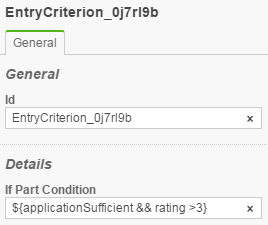 EntryCriterion_0j7rl9b
General
General
Id
EntryCriterion_0j7rl9b ×
Details
If Part Condition
${applicationSufficient && rating >3} ×